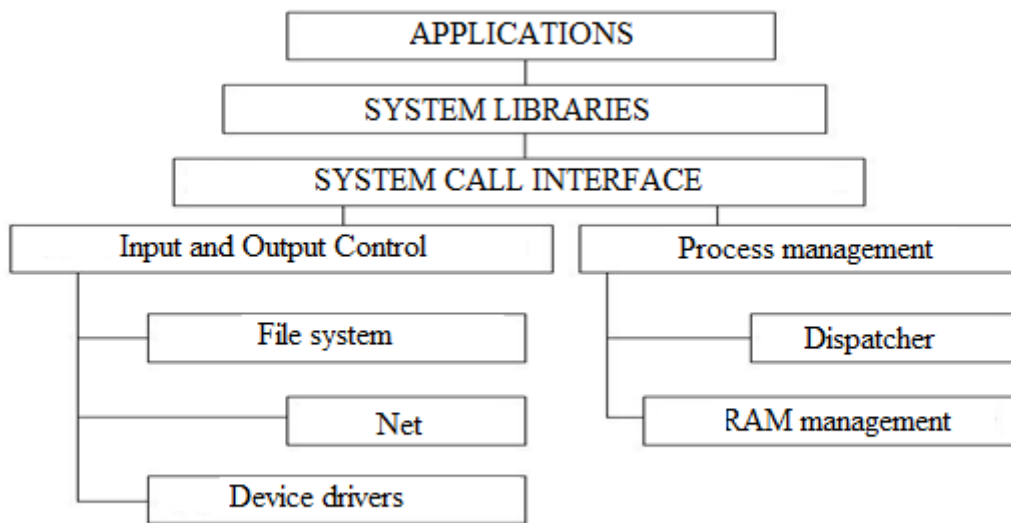 APPLICATIONS
SYSTEM LIBRARIES
SYSTEM CALL INTERFACE
Input and Output Control
File system
Net
Device drivers
Process management
Dispatcher
RAM management